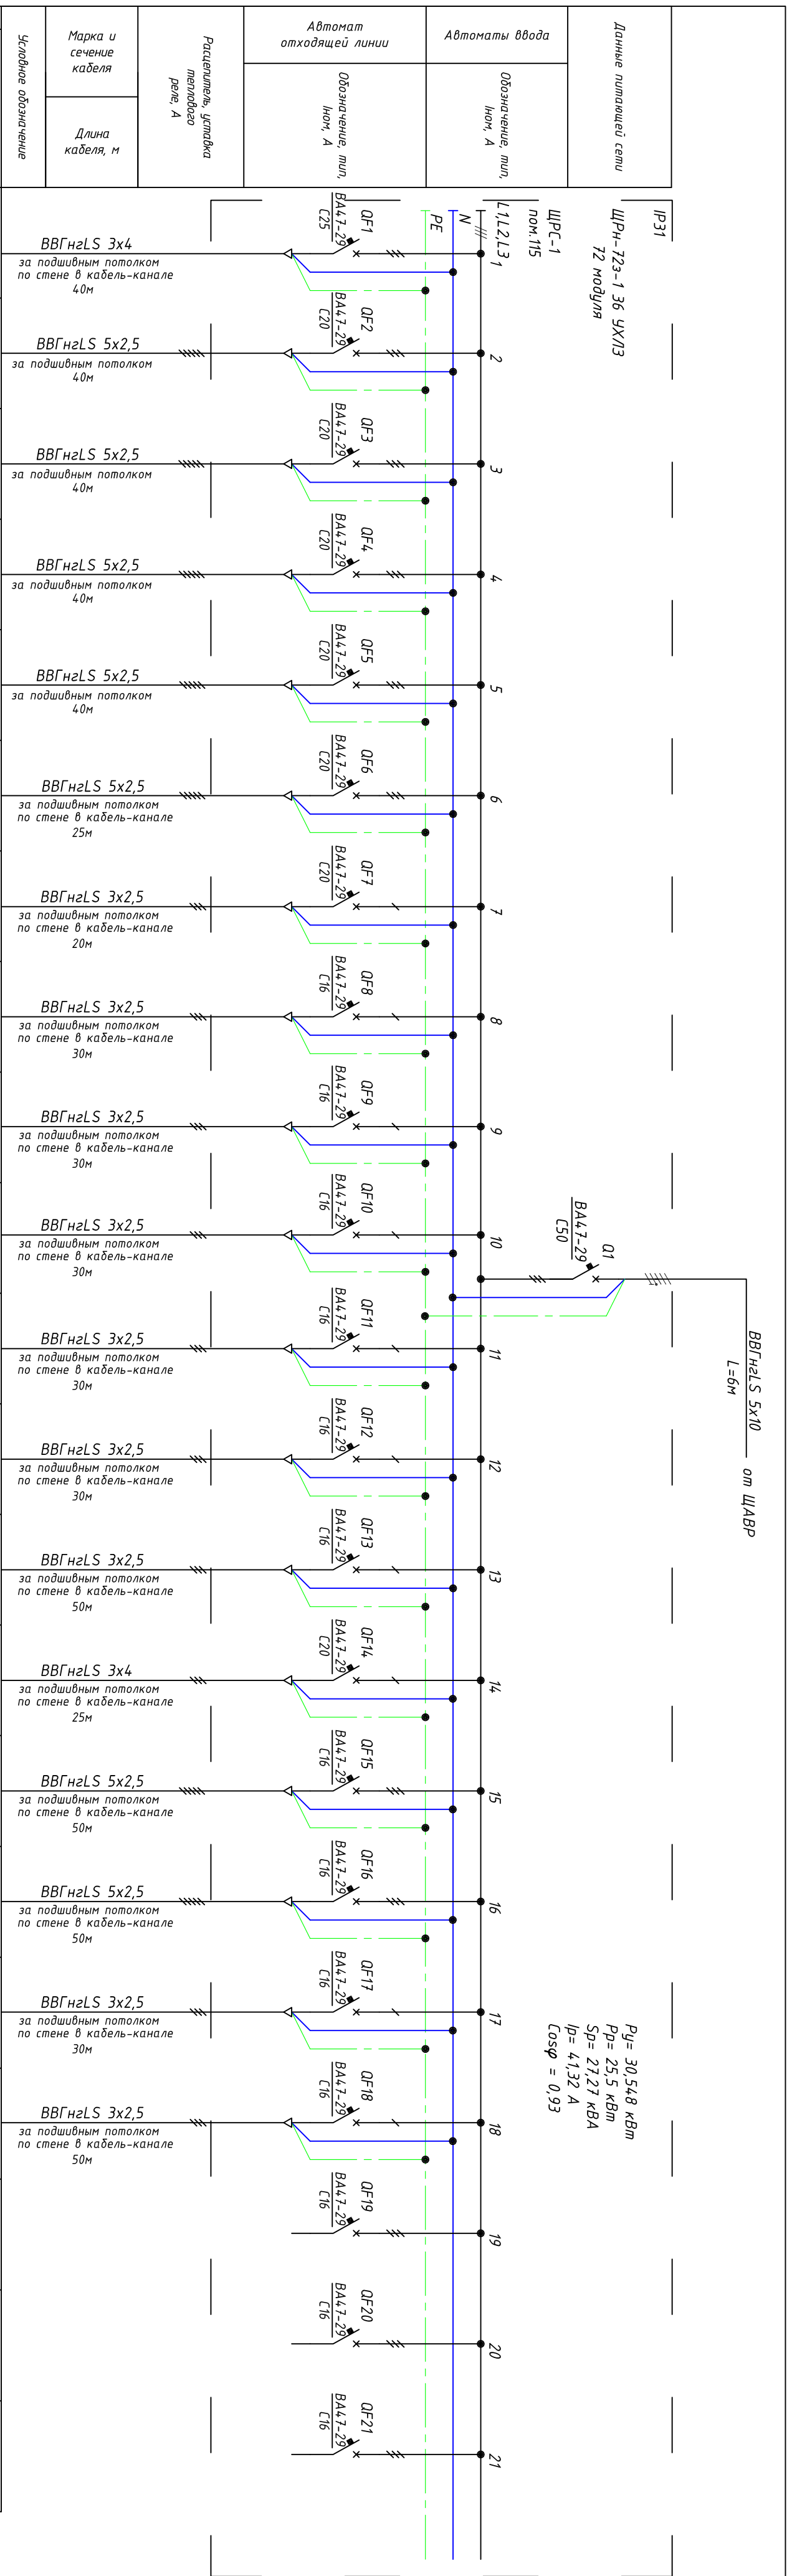 Данные питающей сети
Автоматы ввода
Обозначение, тип,
Iном, А
Автомат
отходящей линии
Обозначение, тип,
Iном, А
Расцепитель, уставка
теплового
реле, А
Марка и
сечение
кабеля
Длина
кабеля, м
Условное обозначение
IP31
ЩРн-72з-1 36 УХЛ3
72 модуля
ЩРС-1
пом.115
L1,L2,L3
N
PE
ВВГнгLS 5х10
L=6м
от ЩАВР
Q1
ВА47-29
С50
Ру= 30,548 кВт
Рр= 25,5 кВт
Sр= 27,27 кВА
Iр= 41,32 А
Cosφ = 0,93
1
QF1
ВА47-29
С25
ВВГнгLS 3х4
за подшивным потолком
по стене в кабель-канале
40м
2
QF2
ВА47-29
С20
ВВГнгLS 5х2,5
за подшивным потолком
40м
3
QF3
ВА47-29
С20
ВВГнгLS 5х2,5
за подшивным потолком
40м
4
QF4
ВА47-29
С20
ВВГнгLS 5х2,5
за подшивным потолком
40м
5
QF5
ВА47-29
С20
ВВГнгLS 5х2,5
за подшивным потолком
40м
6
QF6
ВА47-29
С20
ВВГнгLS 5х2,5
за подшивным потолком
по стене в кабель-канале
25м
7
QF7
ВА47-29
С20
ВВГнгLS 3х2,5
за подшивным потолком
по стене в кабель-канале
20м
8
QF8
ВА47-29
С16
ВВГнгLS 3х2,5
за подшивным потолком
по стене в кабель-канале
30м
9
QF9
ВА47-29
С16
ВВГнгLS 3х2,5
за подшивным потолком
по стене в кабель-канале
30м
10
QF10
ВА47-29
С16
ВВГнгLS 3х2,5
за подшивным потолком
по стене в кабель-канале
30м
11
QF11
ВА47-29
С16
ВВГнгLS 3х2,5
за подшивным потолком
по стене в кабель-канале
30м
12
QF12
ВА47-29
С16
ВВГнгLS 3х2,5
за подшивным потолком
по стене в кабель-канале
30м
13
QF13
ВА47-29
С16
ВВГнгLS 3х2,5
за подшивным потолком
по стене в кабель-канале
50м
14
QF14
ВА47-29
С20
ВВГнгLS 3х4
за подшивным потолком
по стене в кабель-канале
25м
15
QF15
ВА47-29
С16
ВВГнгLS 5х2,5
за подшивным потолком
по стене в кабель-канале
50м
16
QF16
ВА47-29
С16
ВВГнгLS 5х2,5
за подшивным потолком
по стене в кабель-канале
50м
17
QF17
ВА47-29
С16
ВВГнгLS 3х2,5
за подшивным потолком
по стене в кабель-канале
30м
18
QF18
ВА47-29
С16
ВВГнгLS 3х2,5
за подшивным потолком
по стене в кабель-канале
50м
19
QF19
ВА47-29
С16
20
QF20
ВА47-29
С16
21
QF21
ВА47-29
С16